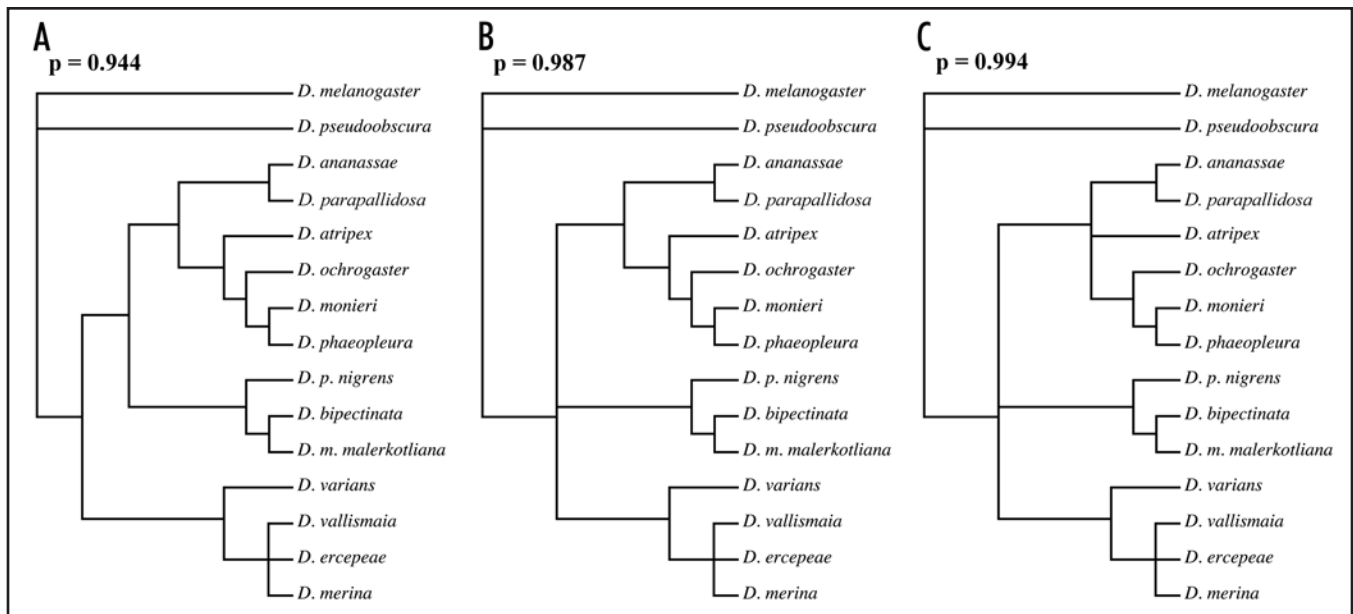 A
p = 0.944
D. melanogaster
D. pseudoobscura
D. ananassae
D. parapallidosa
D. atripex
D. ochrogaster
D. monieri
D. phaeopleura
D. p. nigrens
D. bipectinata
D. m. malerkotliana
D. varians
D. vallismaia
D. ercepeae
D. merina
B
p = 0.987
D. melanogaster
D. pseudoobscura
D. ananassae
D. parapallidosa
D. atripex
D. ochrogaster
D. monieri
D. phaeopleura
D. p. nigrens
D. bipectinata
D. m. malerkotliana
D. varians
D. vallismaia
D. ercepeae
D. merina
C
p = 0.994
D. melanogaster
D. pseudoobscura
D. ananassae
D. parapallidosa
D. atripex
D. ochrogaster
D. monieri
D. phaeopleura
D. p. nigrens
D. bipectinata
D. m. malerkotliana
D. varians
D. vallismaia
D. ercepeae
D. merina